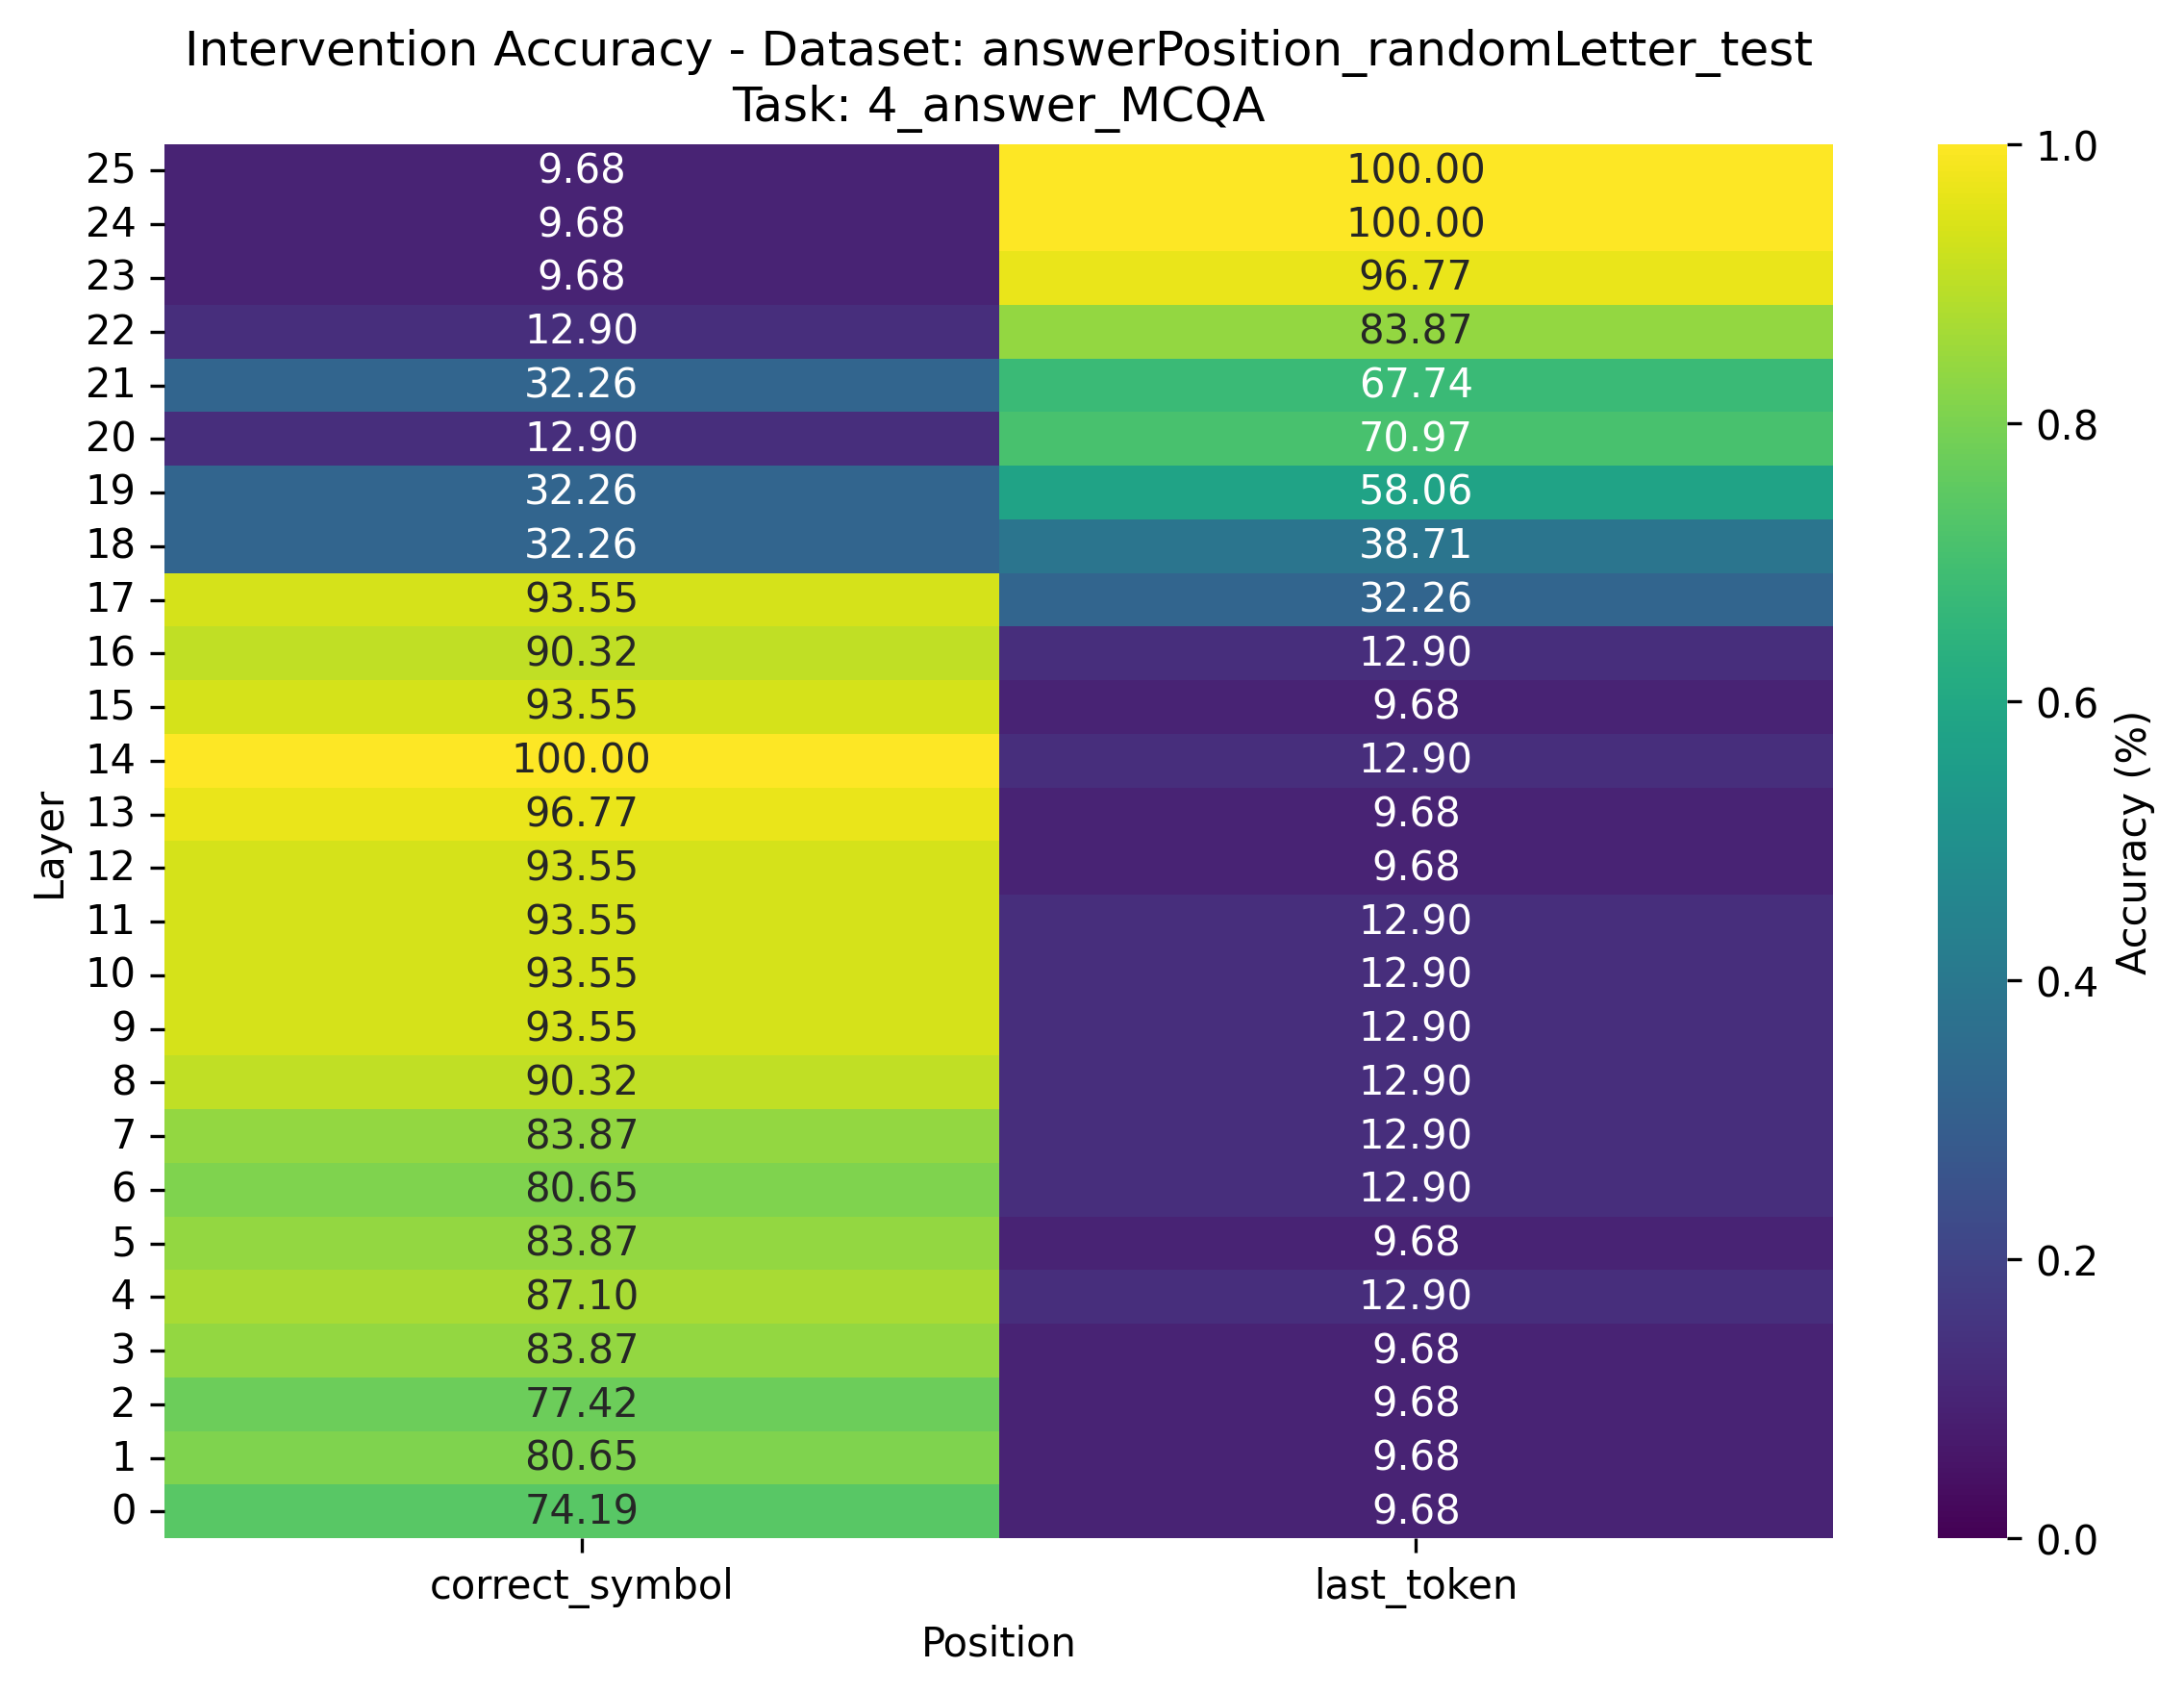 Intervention Accuracy - Dataset: answerPosition_randomLetter_test
Task: 4_answer_MCQA
25 9.68 100.00
24 9.68 100.00
23 9.68 96.77
22 12.90 83.87
21 32.26 67.74
20 12.90 70.97
19 32.26 58.06
18 32.26 38.71
17 93.55 32.26
16 90.32 12.90
15 93.55 9.68
14 100.00 12.90
13 96.77 9.68
12 93.55 9.68
11 93.55 12.90
10 93.55 12.90
9 93.55 12.90
8 90.32 12.90
7 83.87 12.90
6 80.65 12.90
5 83.87 9.68
4 87.10 12.90
3 83.87 9.68
2 77.42 9.68
1 80.65 9.68
0 74.19 9.68
correct_symbol last_token
Position
Layer
1.0
0.8
0.6
0.4
0.2
0.0
Accuracy (%)